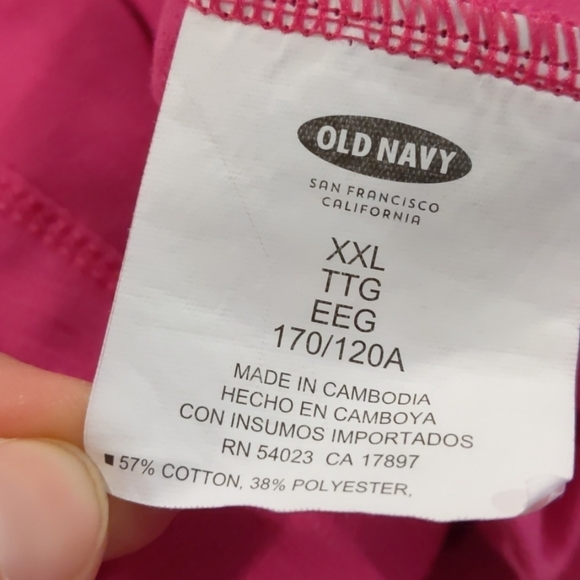 OLD NAVY
SAN FRANCISCO
CALIFORNIA
XXL
TTG
EEG
170/120A
MADE IN CAMBODIA
HECHO EN CAMBOYA
CON INSUMOS IMPORTADOS
RN 54023 CA 17897
57% COTTON, 38% POLYESTER,